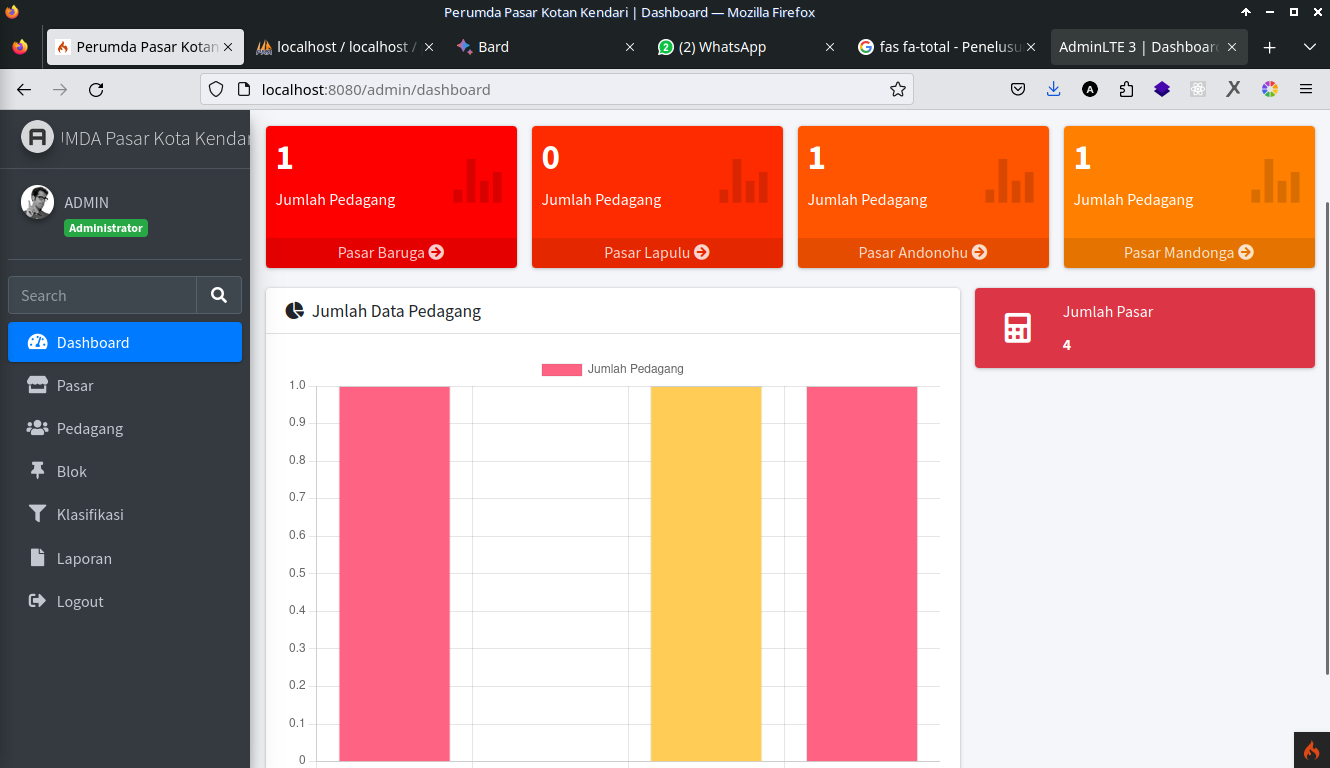 Perumda Pasar Kotan Kendari | Dashboard — Mozilla Firefox
Perumda Pasar Kotan
localhost / localhost /
Bard
(2) WhatsApp
fas fa-total - Penelusu
AdminLTE 3 | Dashboar
localhost:8080/admin/dashboard
MDA Pasar Kota Kendar
ADMIN
Administrator
Search
Dashboard
Pasar
Pedagang
Blok
Klasifikasi
Laporan
Logout
1
Jumlah Pedagang
Pasar Baruga
0
Jumlah Pedagang
Pasar Lapulu
1
Jumlah Pedagang
Pasar Andonohu
1
Jumlah Pedagang
Pasar Mandonga
Jumlah Data Pedagang
Jumlah Pedagang
1.0
0.9
0.8
0.7
0.6
0.5
0.4
0.3
0.2
0.1
0
Jumlah Pasar
4